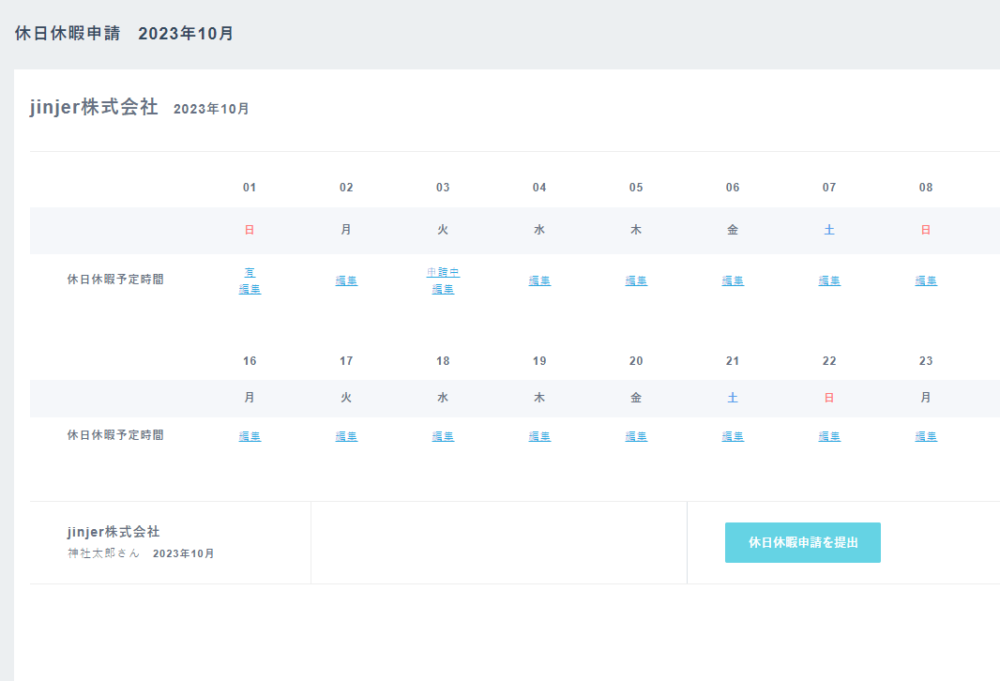 休日休暇申請 2023年10月
jinjer株式会社 2023年10月
01 02 03 04 05 06 07 08
日 月 火 水 木 金 土 日
休日休暇予定時間 有 編集 編集 申請中 編集 編集 編集 編集 編集 編集
16 17 18 19 20 21 22 23
月 火 水 木 金 土 日 月
休日休暇予定時間 編集 編集 編集 編集 編集 編集 編集 編集
jinjer株式会社
神社太郎さん 2023年10月
休日休暇申請を提出